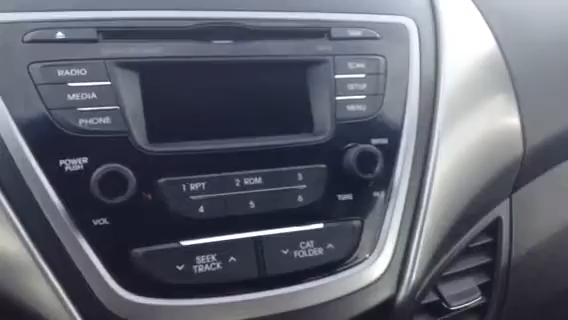 RADIO
SCAN
MEDIA
SETUP
PHONE
MENU
POWER
PUSH
1 RPT 2 RDM 3
4 5 6
VOL
TUNE
SEEK
TRACK
CAT
FOLDER